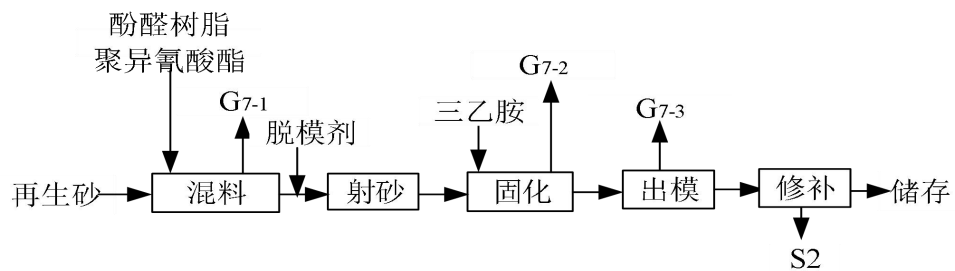 酚醛树脂
聚异氰酸酯
G7-1
脱模剂
三乙胺
G7-2
G7-3
再生砂
混料
射砂
固化
出模
修补
储存
S2